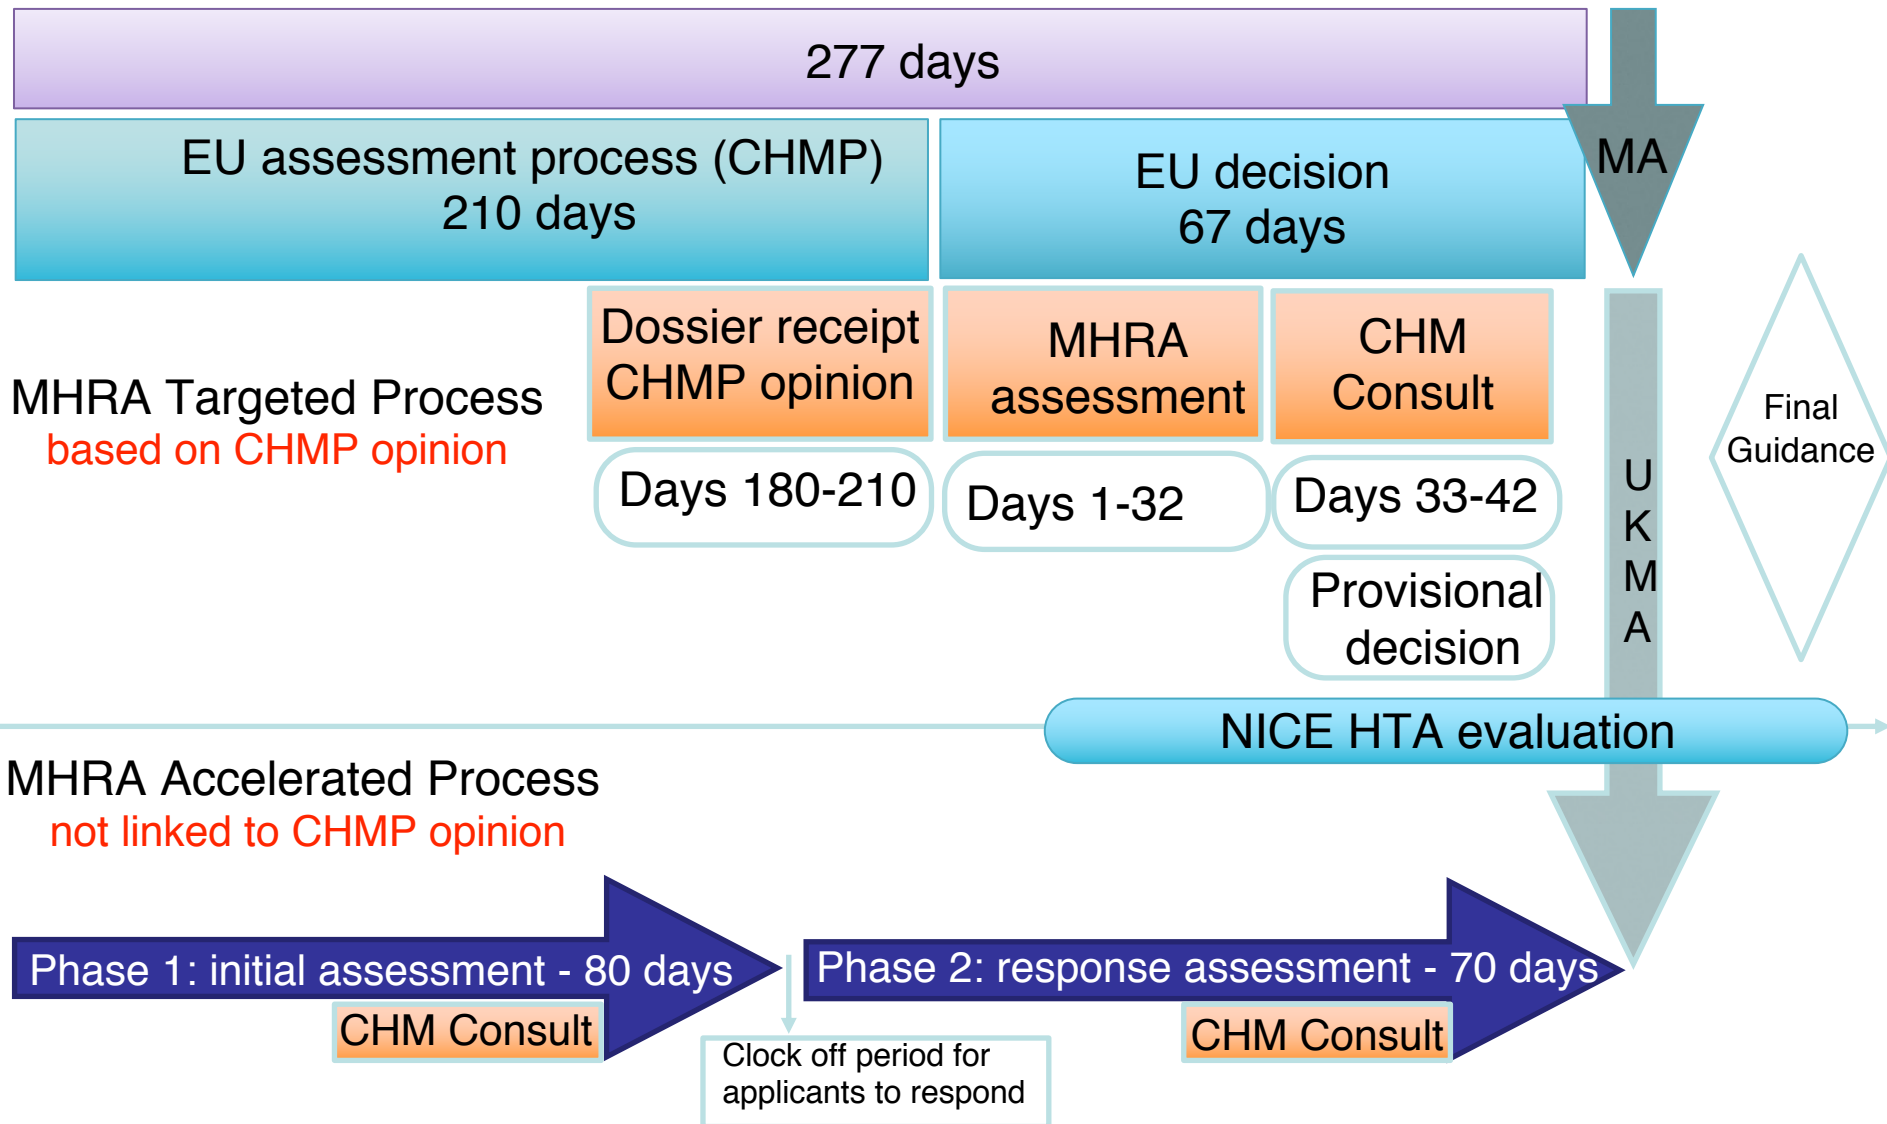 277 days
EU assessment process (CHMP)
210 days
EU decision
67 days
MA
Dossier receipt
CHMP opinion
MHRA
assessment
CHM
Consult
MHRA Targeted Process
based on CHMP opinion
Days 180-210
Days 1-32
Days 33-42
Provisional
decision
U
K
M
A
Final
Guidance
NICE HTA evaluation
MHRA Accelerated Process
not linked to CHMP opinion
Phase 1: initial assessment - 80 days
CHM Consult
Clock off period for
applicants to respond
Phase 2: response assessment - 70 days
CHM Consult